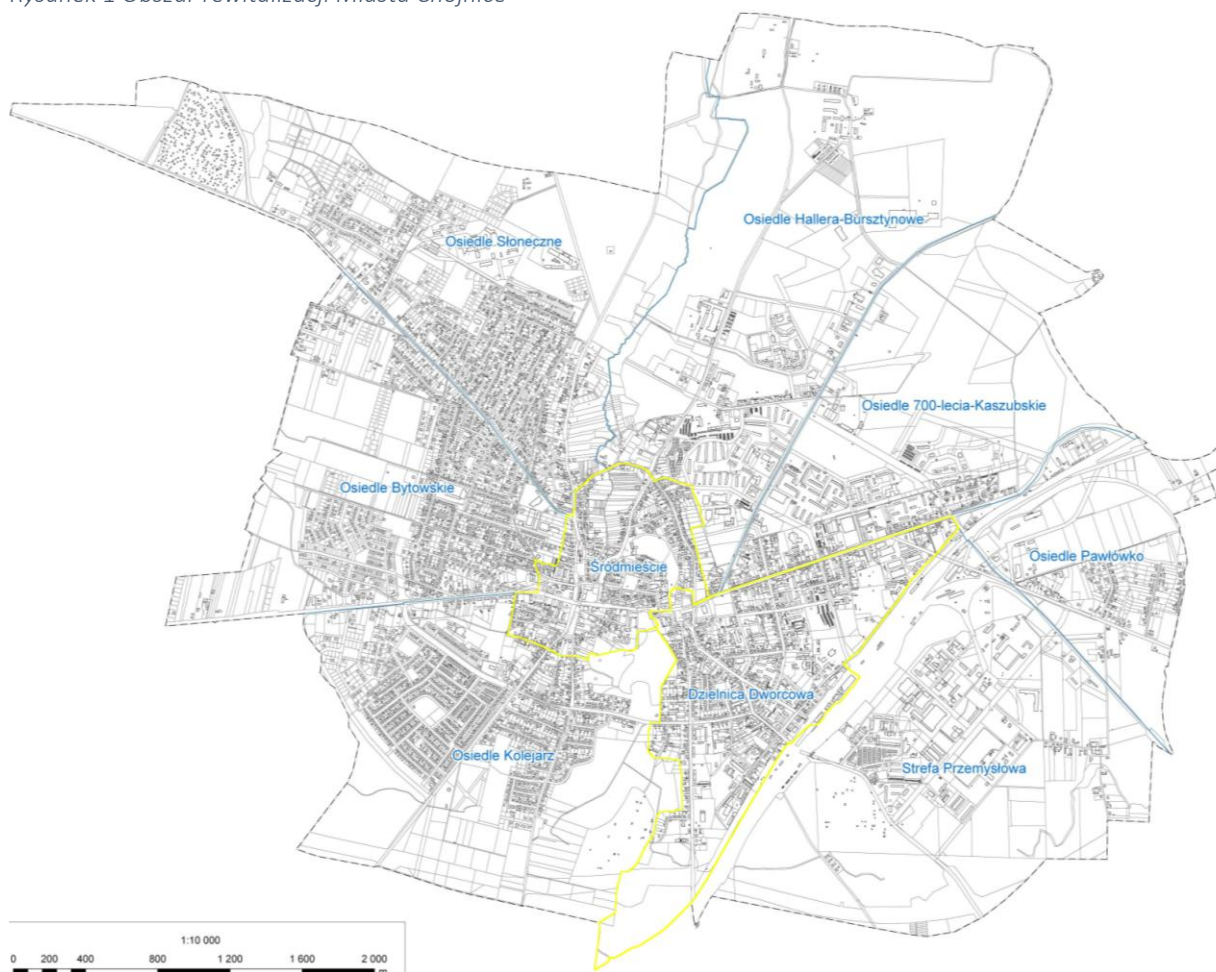 Rysunek 1 Obszar rewitalizacji Miasta Chojnice
Osiedle Hallera-Bursztynowe
Osiedle Słoneczne
Osiedle 700-lecia-Kaszubskie
Osiedle Bytowskie
Osiedle Pawłówko
Śródmieście
Dzielnica Dworcowa
Osiedle Kolejarz
Strefa Przemysłowa
1:10 000
0 200 400 800 1 200 1 600 2 000
m